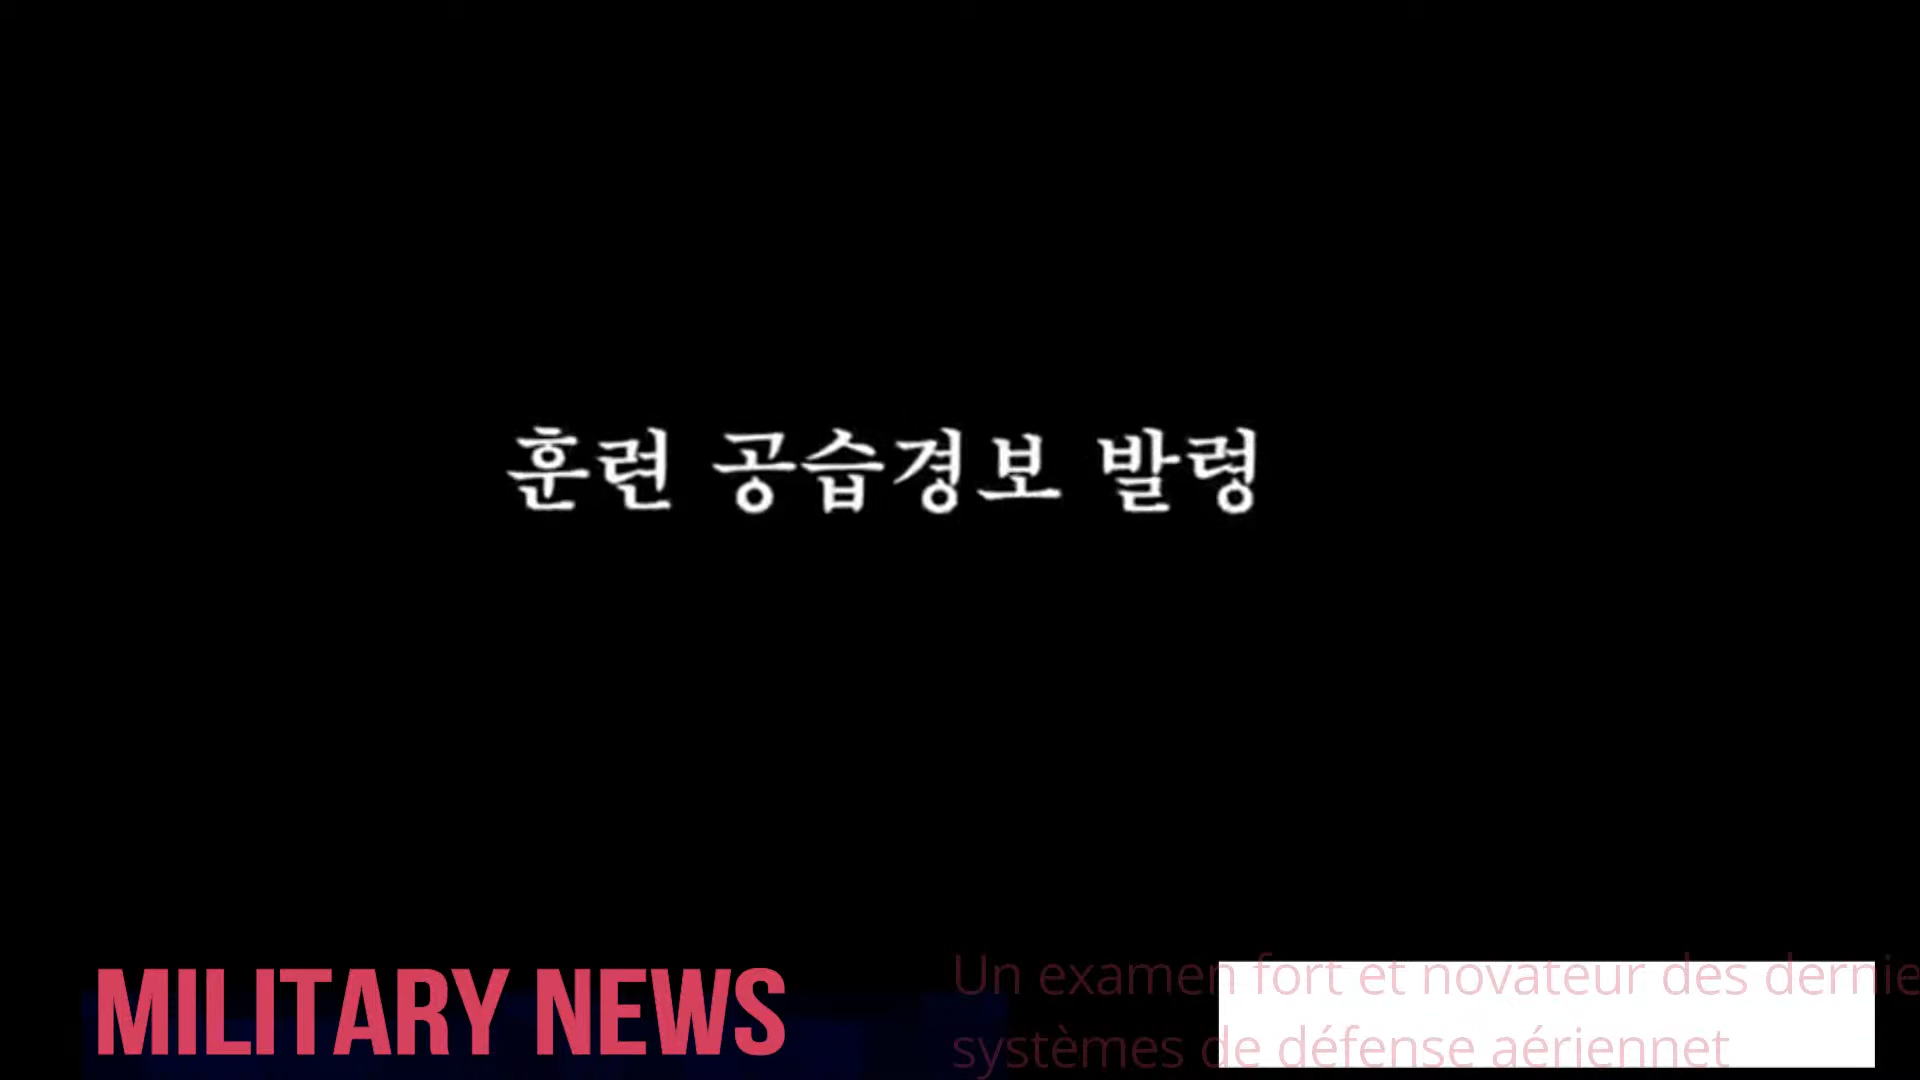 훈련 공습경보 발령
MILITARY NEWS
Un examen fort et novateur des dernie
systèmes de défense aériennet